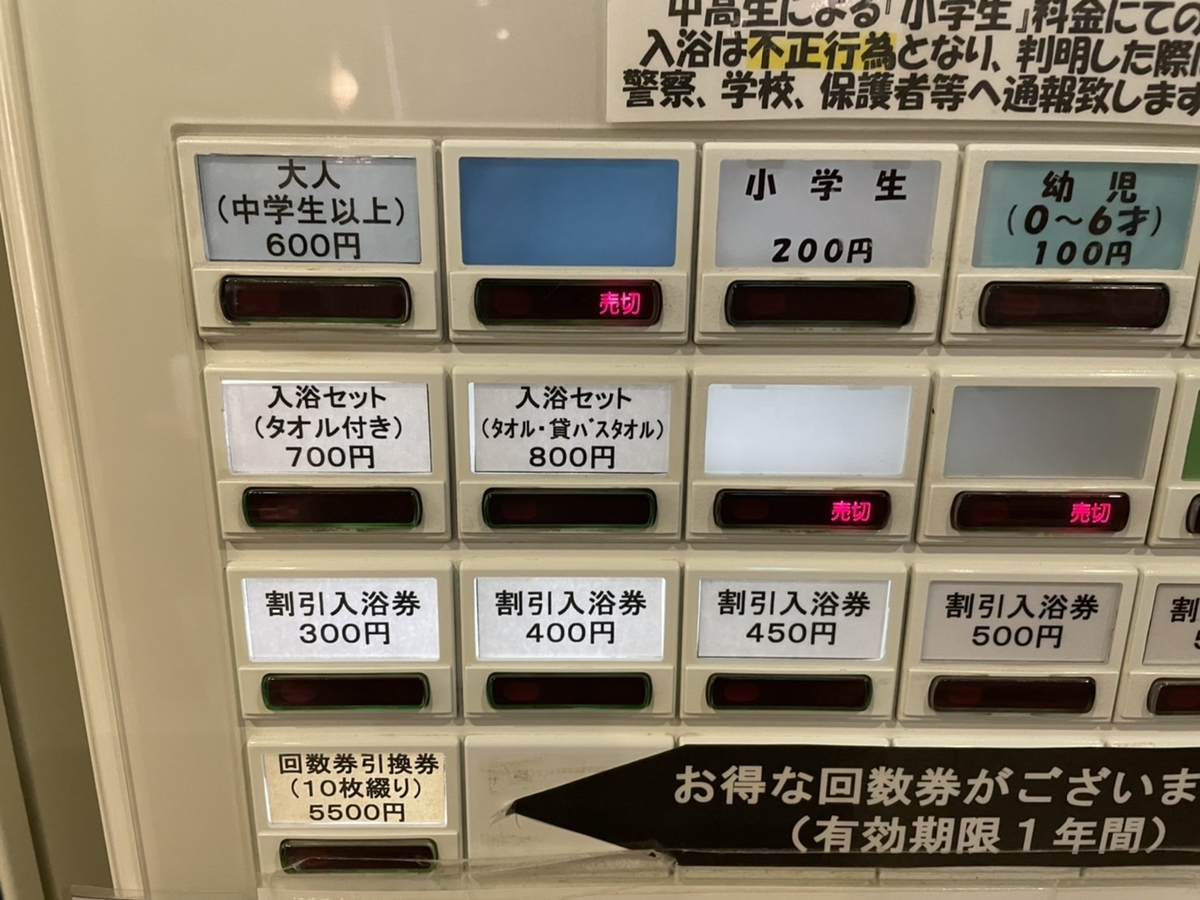 中高生による『小学生』料金にての
入浴は不正行為となり、判明した際
警察、学校、保護者等へ通報致します
大人
（中学生以上）
600円
売切
小学生
200円
幼児
（0～6才）
100円
入浴セット
（タオル付き）
700円
入浴セット
（タオル・貸バスタオル）
800円
売切
売切
割引入浴券
300円
割引入浴券
400円
割引入浴券
450円
割引入浴券
500円
割
回数券引換券
（10枚綴り）
5500円
お得な回数券がございま
（有効期限1年間）